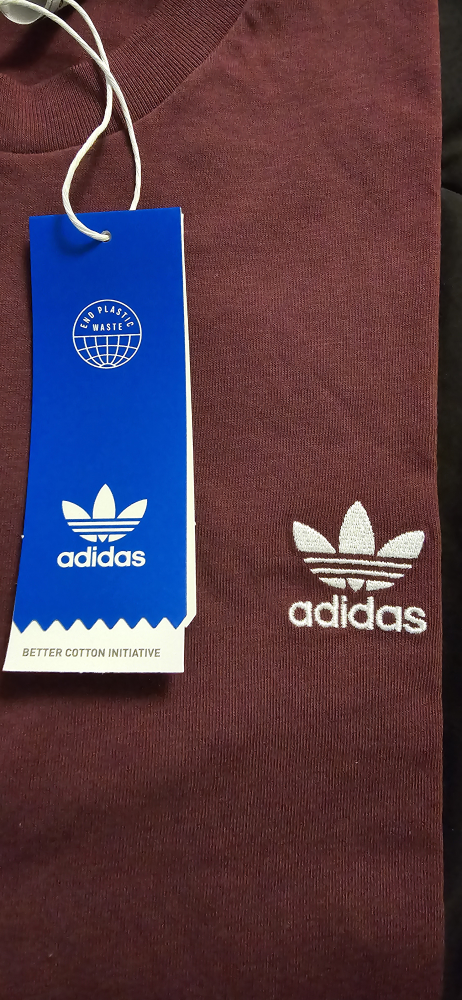 END PLASTIC
WASTE
adidas
BETTER COTTON INITIATIVE
adidas